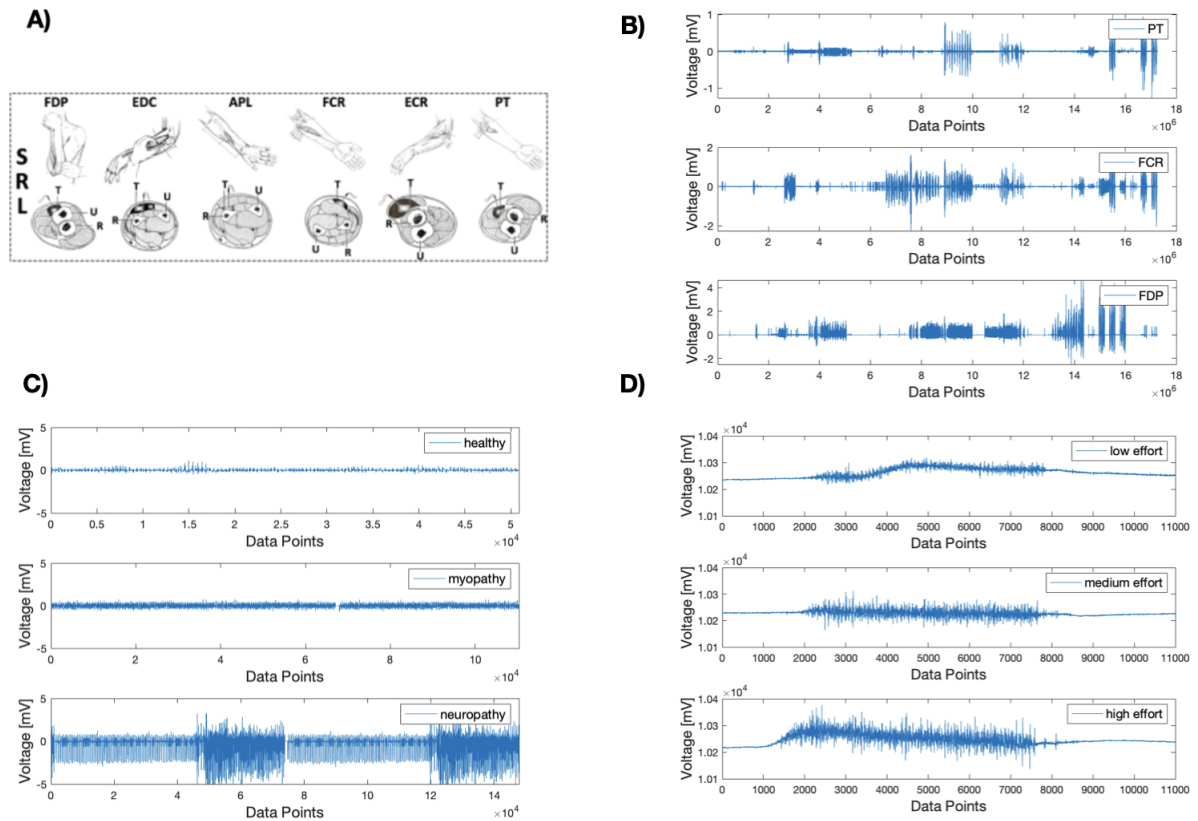 A)
FDP EDC APL FCR ECR PT
S
R
L
T T T U T T T
U R R R
R U R U U
B)
1
0
-1
Voltage [mV]
PT
0 2 4 6 8 10 12 14 16 18
Data Points
×10⁶
2
0
-2
Voltage [mV]
FCR
0 2 4 6 8 10 12 14 16 18
Data Points
×10⁶
4
2
0
-2
Voltage [mV]
FDP
0 2 4 6 8 10 12 14 16 18
Data Points
×10⁶
C)
5
0
-5
Voltage [mV]
healthy
0 0.5 1 1.5 2 2.5 3 3.5 4 4.5 5
Data Points
×10⁴
5
0
-5
Voltage [mV]
myopathy
0 2 4 6 8 10
Data Points
×10⁴
5
0
-5
Voltage [mV]
neuropathy
0 2 4 6 8 10 12 14
Data Points
×10⁴
D)
×10⁴
1.04
1.03
1.02
1.01
Voltage [mV]
low effort
0 1000 2000 3000 4000 5000 6000 7000 8000 9000 10000 11000
Data Points
×10⁴
1.04
1.03
1.02
1.01
Voltage [mV]
medium effort
0 1000 2000 3000 4000 5000 6000 7000 8000 9000 10000 11000
Data Points
×10⁴
1.04
1.03
1.02
1.01
Voltage [mV]
high effort
0 1000 2000 3000 4000 5000 6000 7000 8000 9000 10000 11000
Data Points